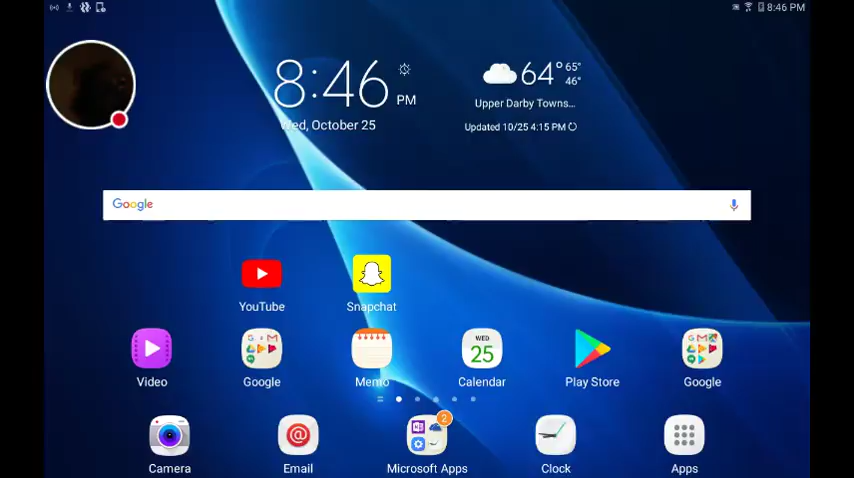 8:46 PM
8:46 PM
Wed, October 25
64° 65°
46°
Upper Darby Towns...
Updated 10/25 4:15 PM
Google
YouTube
Snapchat
WED
25
Video
Google
Memo
Calendar
Play Store
Google
2
Camera
Email
Microsoft Apps
Clock
Apps